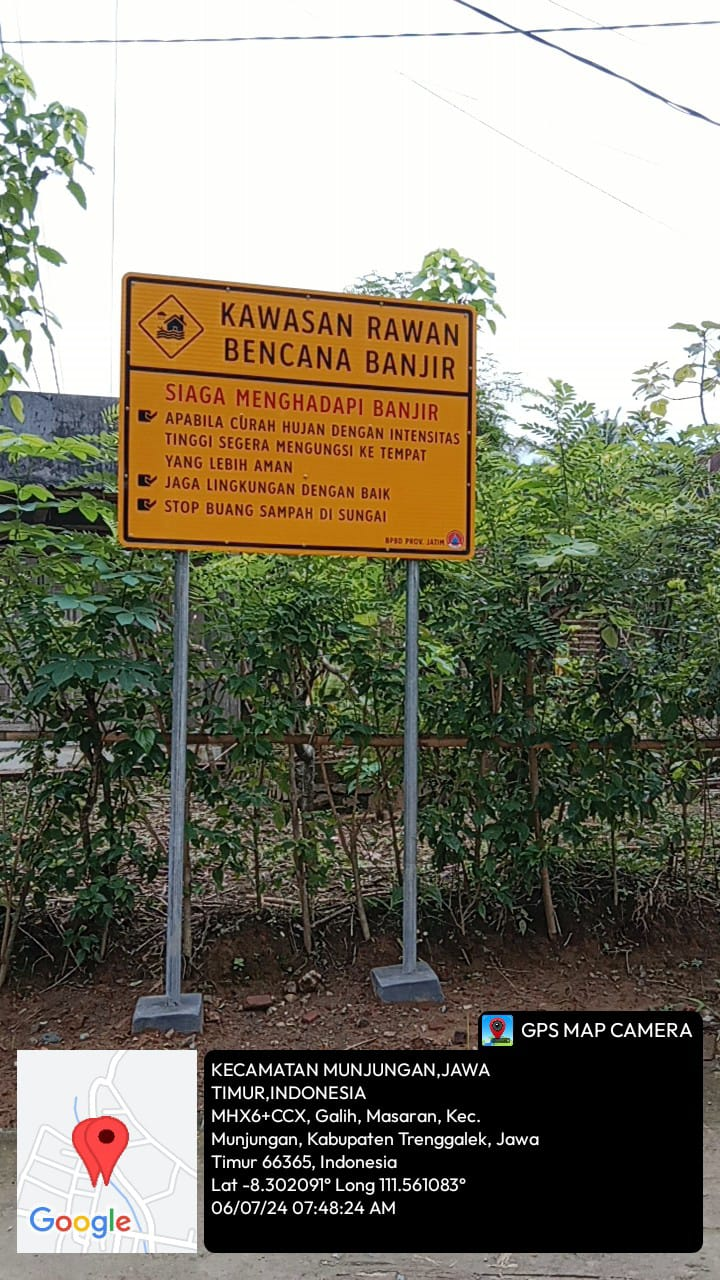 KAWASAN RAWAN
BENCANA BANJIR
SIAGA MENGHADAPI BANJIR
APABILA CURAH HUJAN DENGAN INTENSITAS
TINGGI SEGERA MENGUNGSI KE TEMPAT
YANG LEBIH AMAN
JAGA LINGKUNGAN DENGAN BAIK
STOP BUANG SAMPAH DI SUNGAI
BPBD PROV. JATIM
GPS MAP CAMERA
KECAMATAN MUNJUNGAN,JAWA
TIMUR,INDONESIA
MHX6+CCX, Galih, Masaran, Kec.
Munjungan, Kabupaten Trenggalek, Jawa
Timur 66365, Indonesia
Lat -8.302091° Long 111.561083°
06/07/24 07:48:24 AM
Google